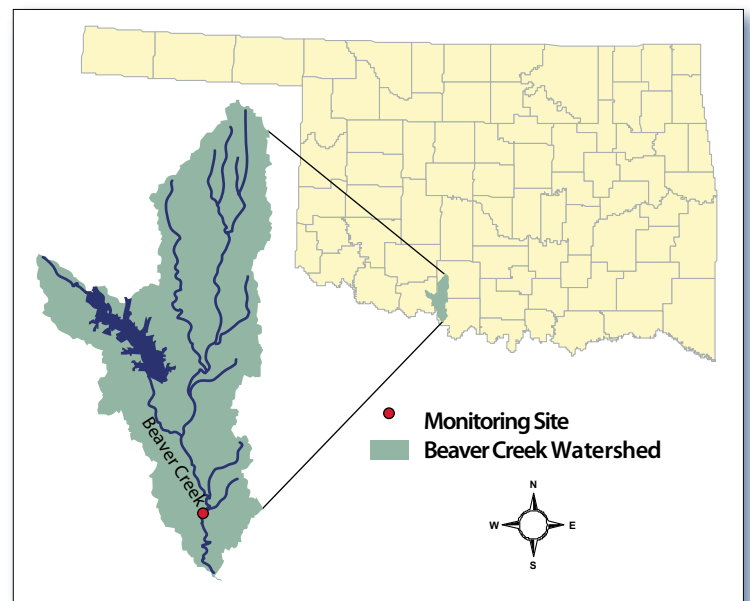 Beaver Creek
Monitoring Site
Beaver Creek Watershed
N
W E
S